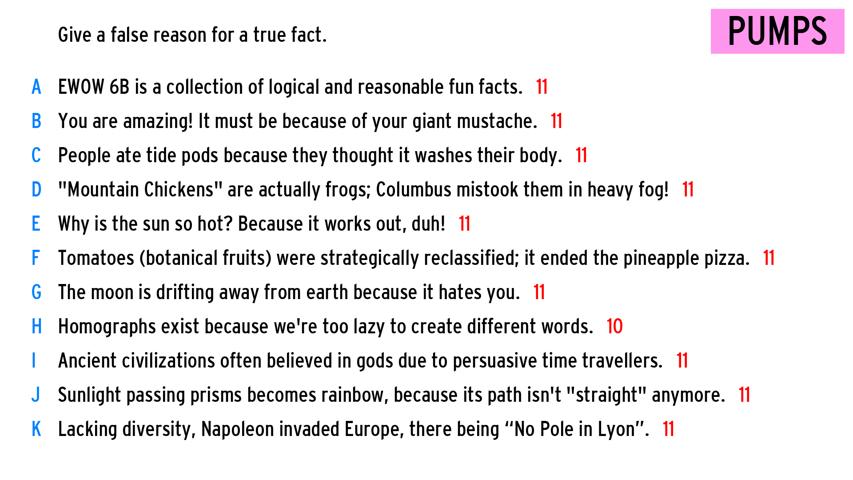 Give a false reason for a true fact.
PUMPS
A EWOW 6B is a collection of logical and reasonable fun facts. 11
B You are amazing! It must be because of your giant mustache. 11
C People ate tide pods because they thought it washes their body. 11
D "Mountain Chickens" are actually frogs; Columbus mistook them in heavy fog! 11
E Why is the sun so hot? Because it works out, duh! 11
F Tomatoes (botanical fruits) were strategically reclassified; it ended the pineapple pizza. 11
G The moon is drifting away from earth because it hates you. 11
H Homographs exist because we're too lazy to create different words. 10
I Ancient civilizations often believed in gods due to persuasive time travellers. 11
J Sunlight passing prisms becomes rainbow, because its path isn't "straight" anymore. 11
K Lacking diversity, Napoleon invaded Europe, there being “No Pole in Lyon”. 11